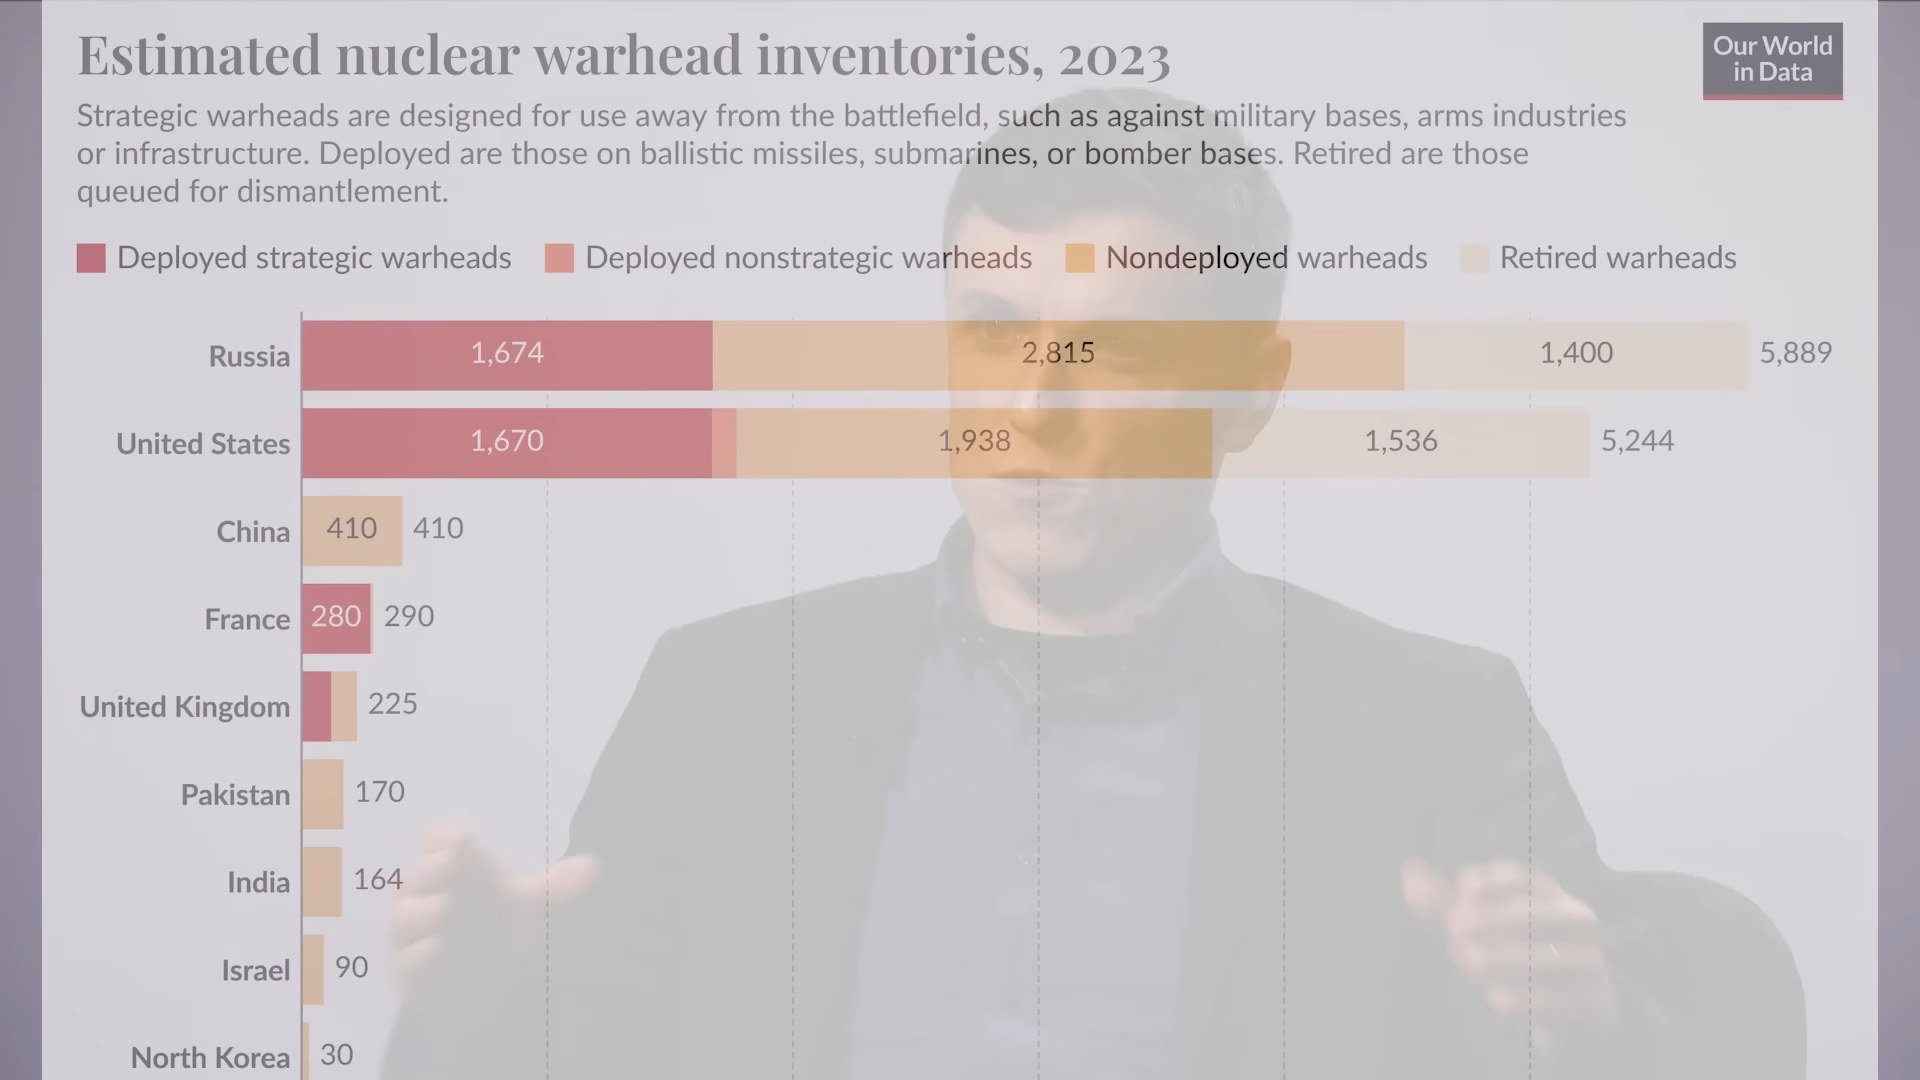 Estimated nuclear warhead inventories, 2023
Our World
in Data
Strategic warheads are designed for use away from the battlefield, such as against military bases, arms industries
or infrastructure. Deployed are those on ballistic missiles, submarines, or bomber bases. Retired are those
queued for dismantlement.
Deployed strategic warheads Deployed nonstrategic warheads Nondeployed warheads Retired warheads
Russia 1,674 2,815 1,400 5,889
United States 1,670 1,938 1,536 5,244
China 410 410
France 280 290
United Kingdom 225
Pakistan 170
India 164
Israel 90
North Korea 30